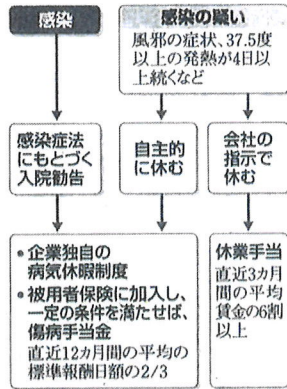 感染
感染の疑い
風邪の症状、37.5度
以上の発熱が4日以
上続くなど
感染症法
にもとづく
入院勧告
自主的
に休む
会社の
指示で
休む
• 企業独自の
病気休暇制度
• 被用者保険に加入し、
一定の条件を満たせば、
傷病手当金
直近12カ月間の平均の
標準報酬日額の2/3
休業手当
直近3カ月
間の平均
賃金の6割
以上